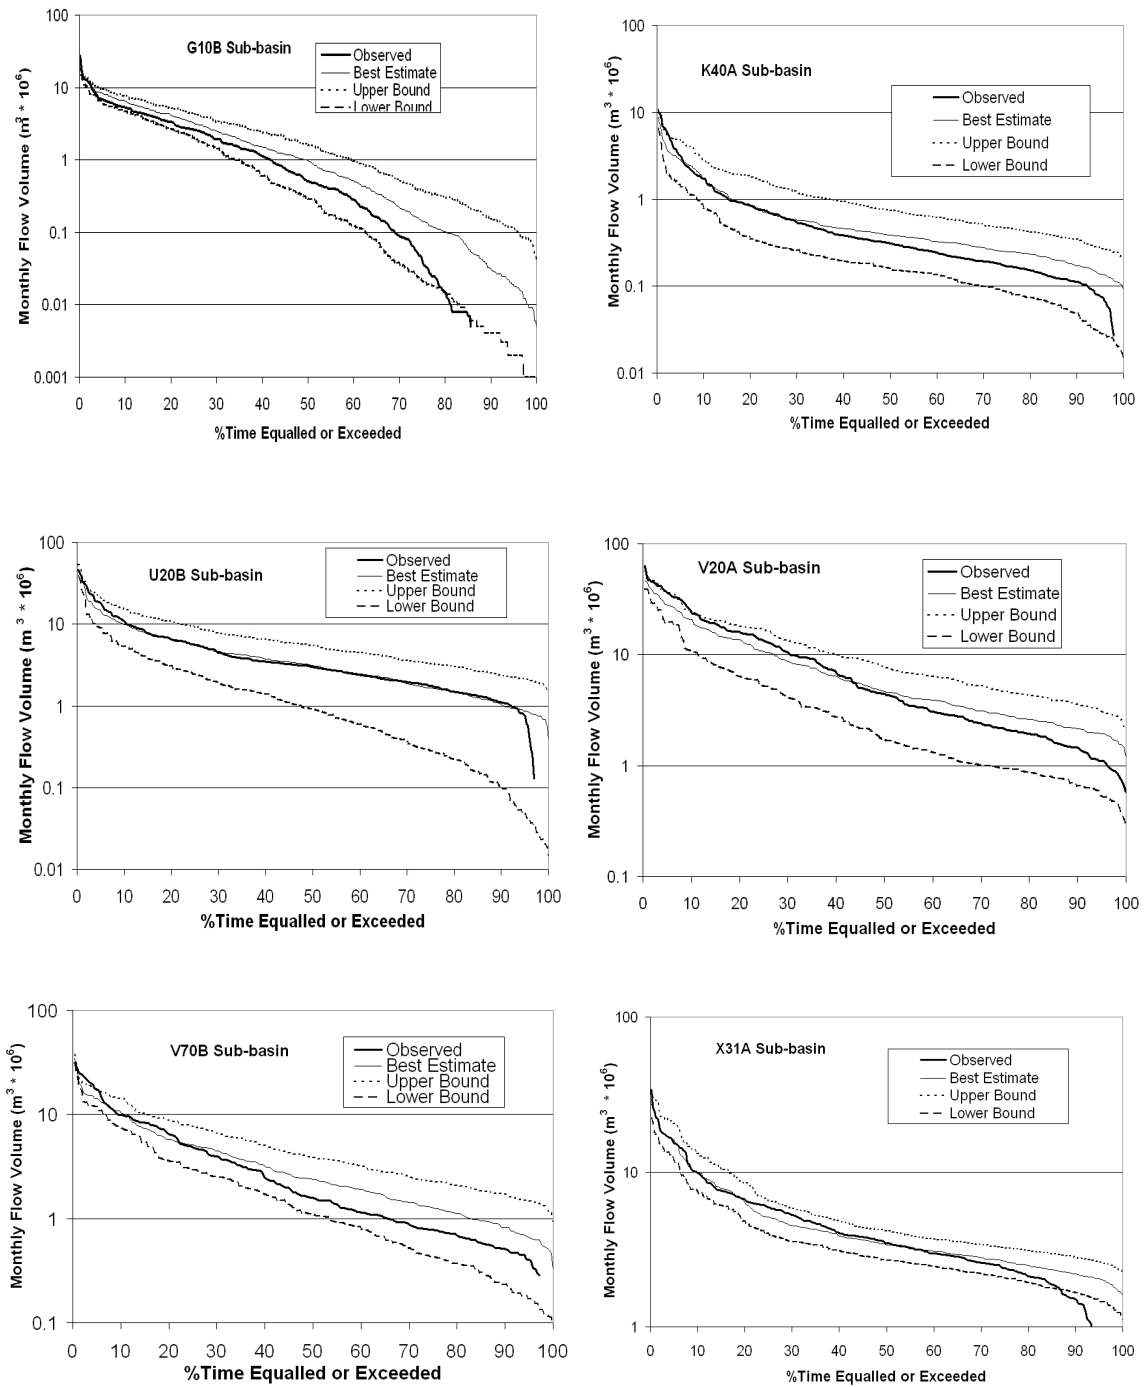 G10B Sub-basin
Observed
Best Estimate
Upper Bound
Lower Bound
Monthly Flow Volume (m³ * 10⁶)
100
10
1
0.1
0.01
0.001
0 10 20 30 40 50 60 70 80 90 100
%Time Equalled or Exceeded
K40A Sub-basin
Observed
Best Estimate
Upper Bound
Lower Bound
Monthly Flow Volume (m³ * 10⁶)
100
10
1
0.1
0.01
0 10 20 30 40 50 60 70 80 90 100
%Time Equalled or Exceeded
U20B Sub-basin
Observed
Best Estimate
Upper Bound
Lower Bound
Monthly Flow Volume (m³ * 10⁶)
100
10
1
0.1
0.01
0 10 20 30 40 50 60 70 80 90 100
%Time Equalled or Exceeded
V20A Sub-basin
Observed
Best Estimate
Upper Bound
Lower Bound
Monthly Flow Volume (m³ * 10⁶)
100
10
1
0.1
0 10 20 30 40 50 60 70 80 90 100
%Time Equalled or Exceeded
V70B Sub-basin
Observed
Best Estimate
Upper Bound
Lower Bound
Monthly Flow Volume (m³ * 10⁶)
100
10
1
0.1
0 10 20 30 40 50 60 70 80 90 100
%Time Equalled or Exceeded
X31A Sub-basin
Observed
Best Estimate
Upper Bound
Lower Bound
Monthly Flow Volume (m³ * 10⁶)
100
10
1
0 10 20 30 40 50 60 70 80 90 100
%Time Equalled or Exceeded